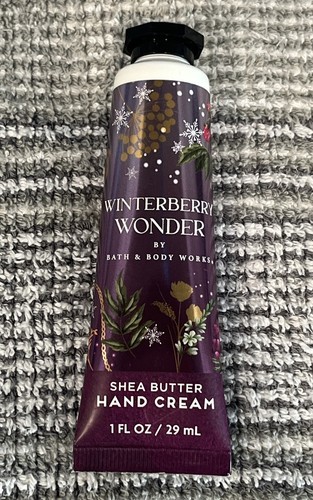 WINTERBERRY
WONDER
BY
BATH & BODY WORKS
SHEA BUTTER
HAND CREAM
1 FL OZ / 29 mL